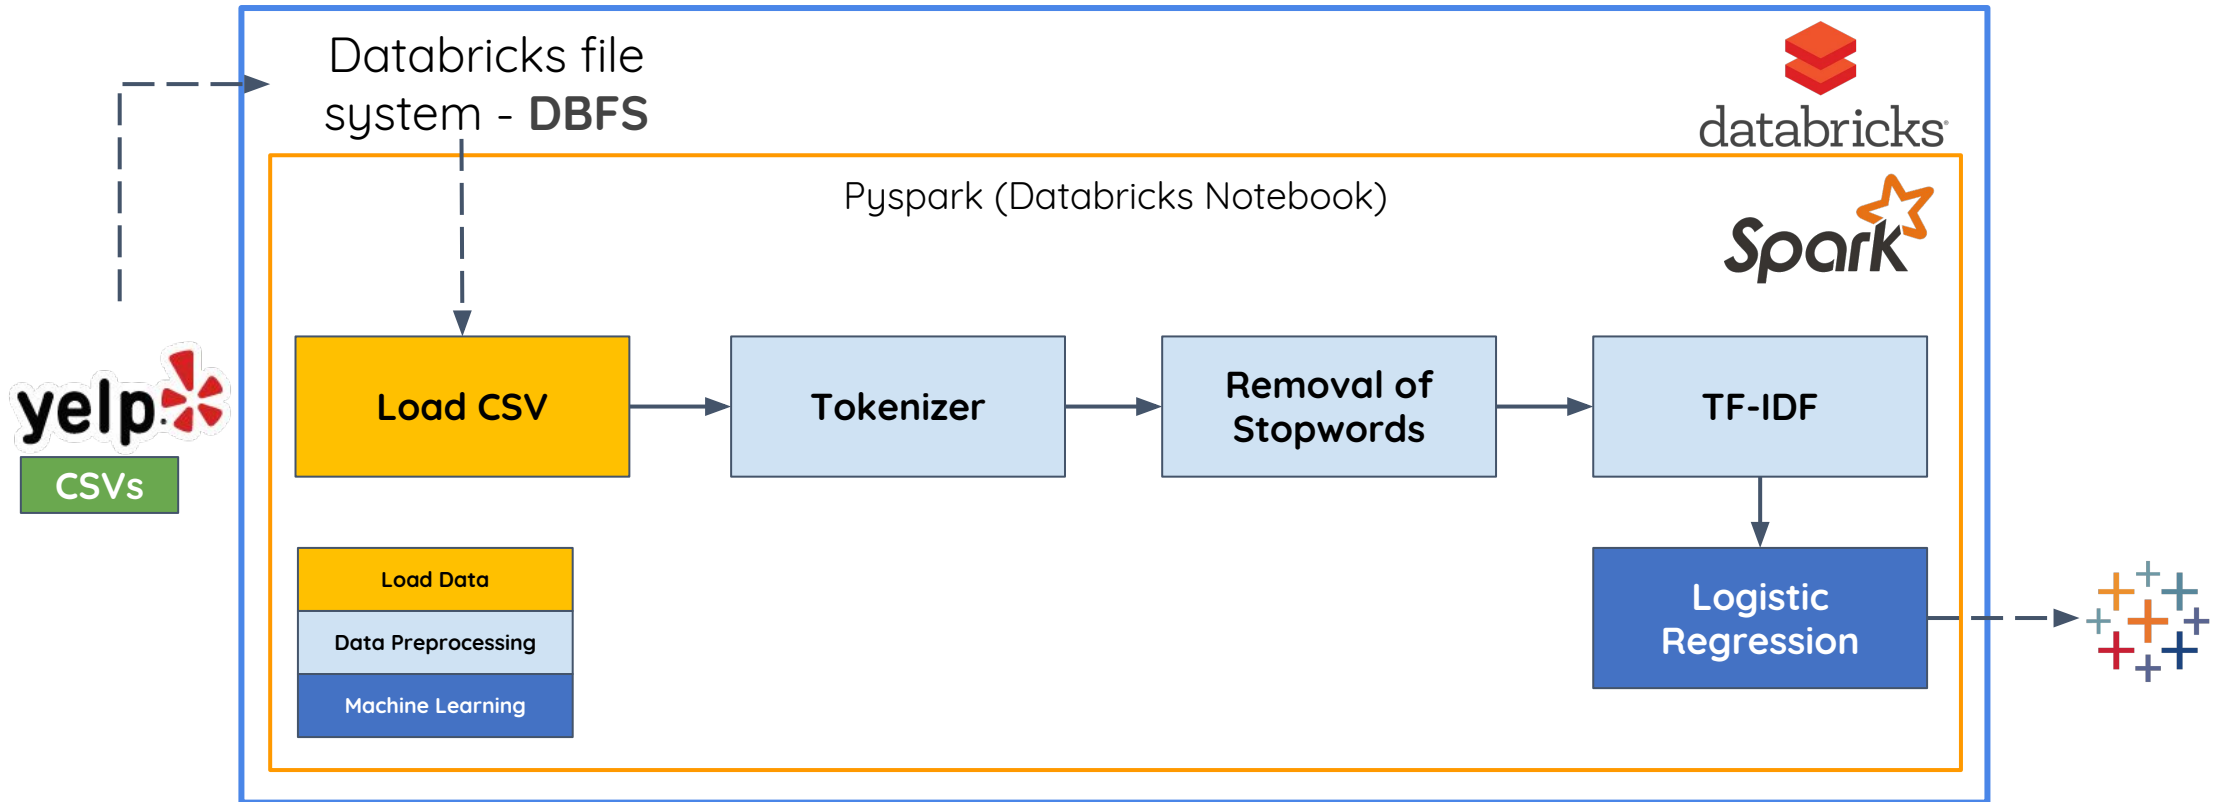 Databricks file
system - DBFS
databricks
Pyspark (Databricks Notebook)
Spark
yelp
CSVs
Load CSV
Tokenizer
Removal of
Stopwords
TF-IDF
Logistic
Regression
Load Data
Data Preprocessing
Machine Learning